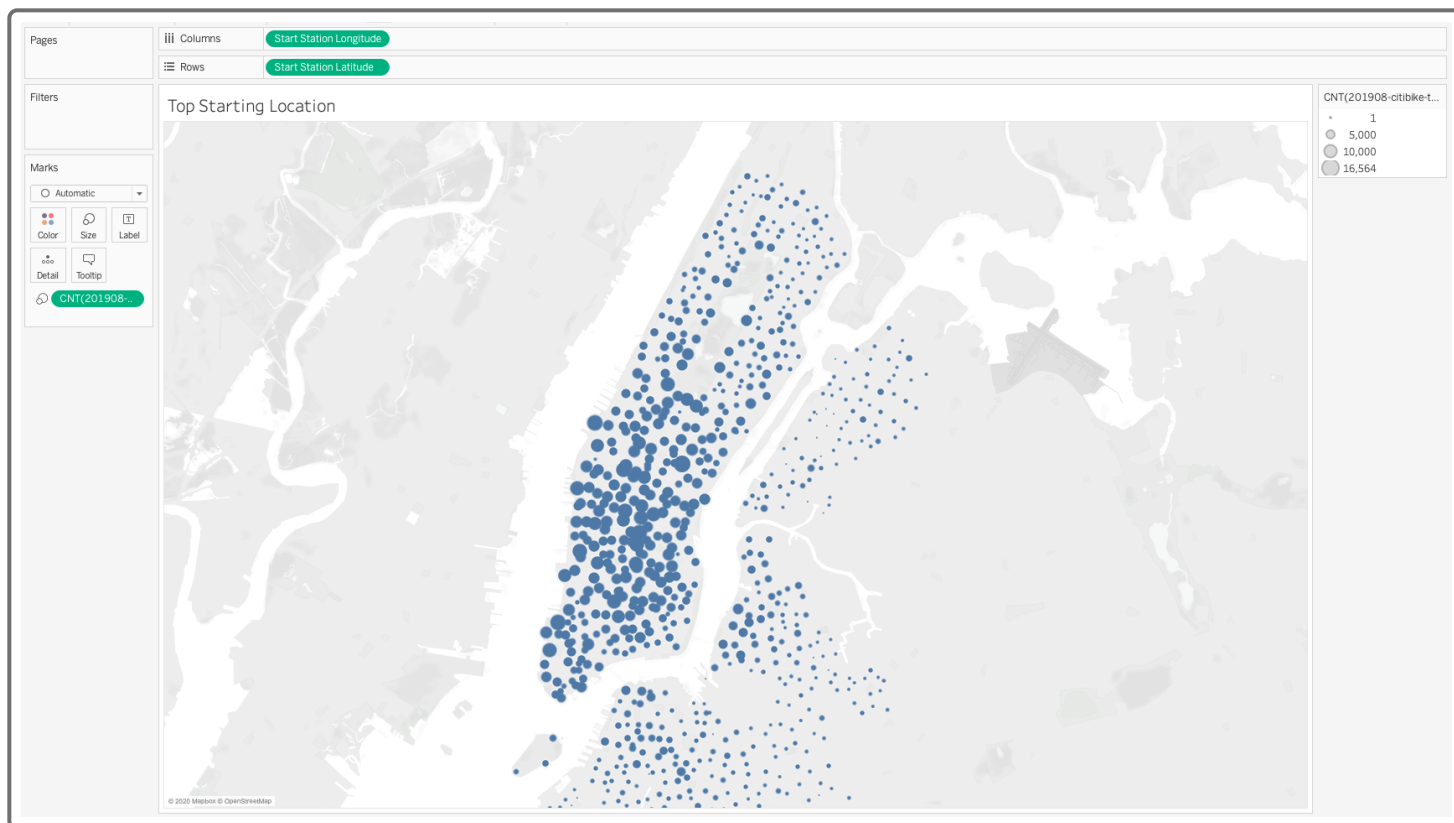 Pages
Columns
Start Station Longitude
Rows
Start Station Latitude
Filters
Marks
Automatic
Color
Size
Label
Detail
Tooltip
CNT(201908-..
Top Starting Location
© 2020 Mapbox © OpenStreetMap
CNT(201908-citibike-t...
1
5,000
10,000
16,564